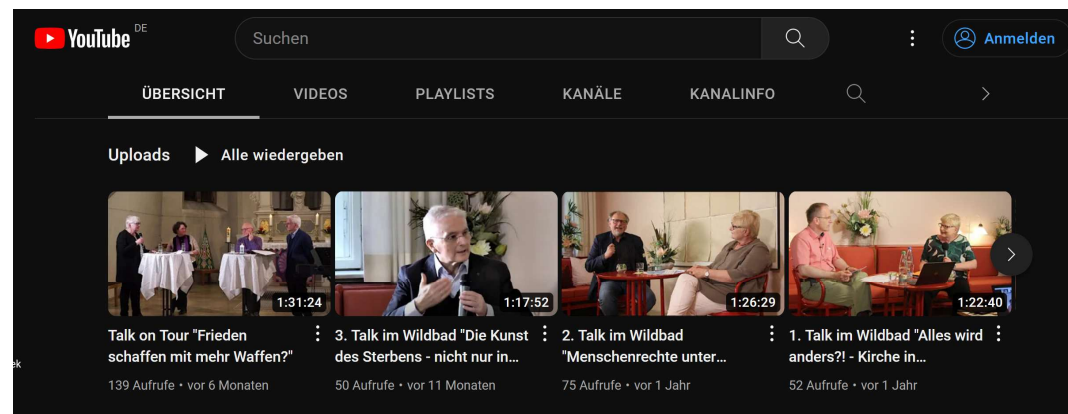 YouTube DE
Suchen
Anmelden
ÜBERSICHT VIDEOS PLAYLISTS KANÄLE KANALINFO
Uploads Alle wiedergeben
1:31:24 1:17:52 1:26:29 1:22:40
Talk on Tour "Frieden
schaffen mit mehr Waffen?"
139 Aufrufe • vor 6 Monaten
3. Talk im Wildbad "Die Kunst
des Sterbens - nicht nur in...
50 Aufrufe • vor 11 Monaten
2. Talk im Wildbad
"Menschenrechte unter...
75 Aufrufe • vor 1 Jahr
1. Talk im Wildbad "Alles wird
anders?! - Kirche in...
52 Aufrufe • vor 1 Jahr